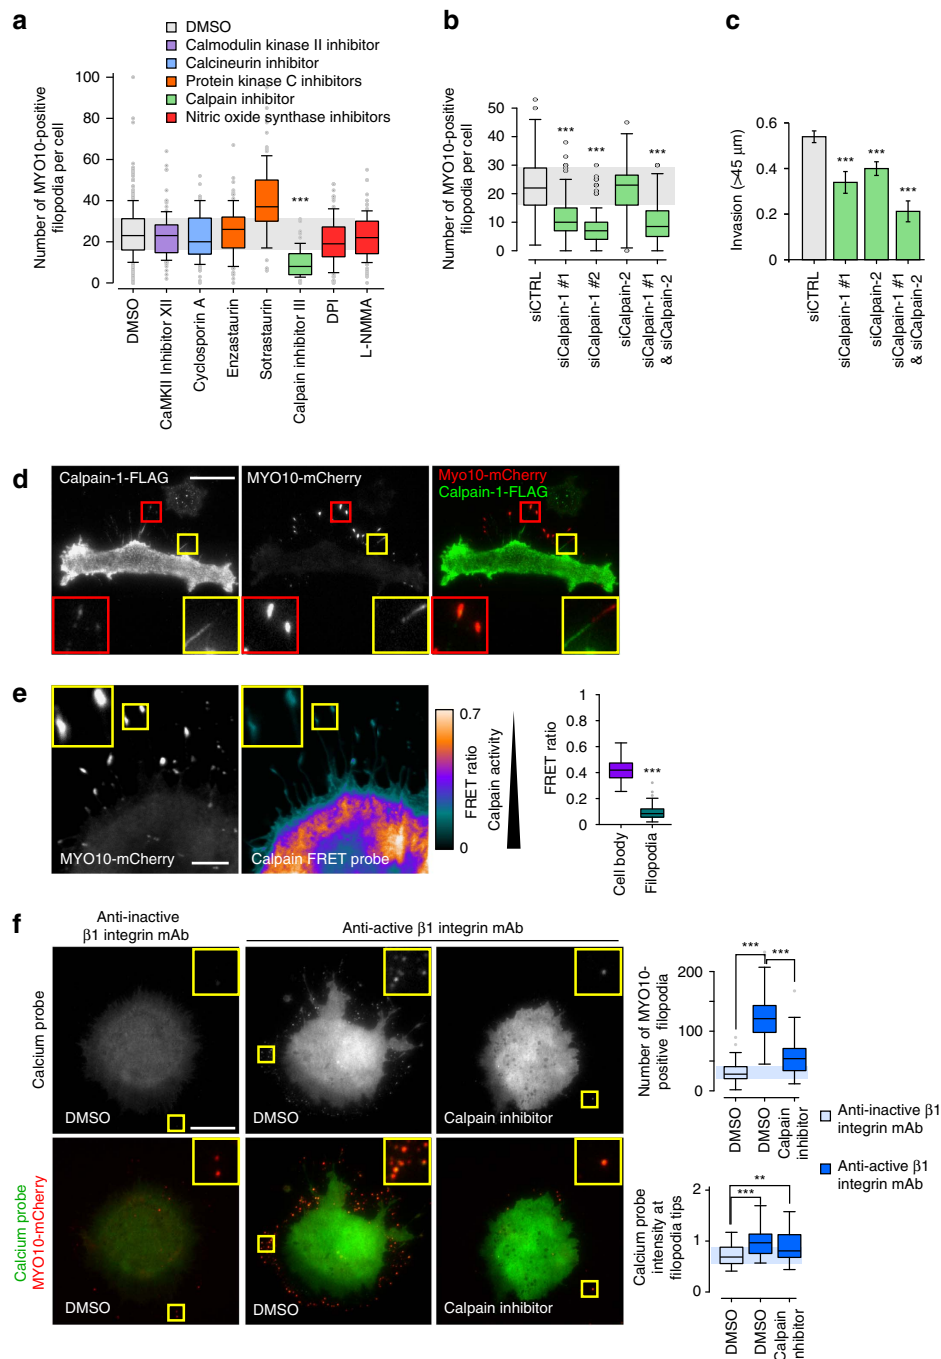 a
DMSO
Calmodulin kinase II inhibitor
Calcineurin inhibitor
Protein kinase C inhibitors
Calpain inhibitor
Nitric oxide synthase inhibitors
Number of MYO10-positive
filopodia per cell
100
80
60
40
20
0
***
DMSO
CaMKII Inhibitor XII
Cyclosporin A
Enzastaurin
Sotrastaurin
Calpain inhibitor III
DPI
L-NMMA
b
Number of MYO10-positive
filopodia per cell
50
40
30
20
10
0
***
***
***
siCTRL
siCalpain-1 #1
siCalpain-1 #2
siCalpain-2
siCalpain-1 #1
& siCalpain-2
c
Invasion (>45 μm)
0.6
0.4
0.2
0
***
***
***
siCTRL
siCalpain-1 #1
siCalpain-2
siCalpain-1 #1
& siCalpain-2
d
Calpain-1-FLAG
MYO10-mCherry
Myo10-mCherry
Calpain-1-FLAG
e
MYO10-mCherry
Calpain FRET probe
0.7
0
FRET ratio
Calpain activity
FRET ratio
1
0.8
0.6
0.4
0.2
0
***
Cell body
Filopodia
f
Anti-inactive
β1 integrin mAb
Anti-active β1 integrin mAb
Calcium probe
DMSO
DMSO
Calpain inhibitor
Calcium probe
MYO10-mCherry
DMSO
DMSO
Calpain inhibitor
Number of MYO10-
positive filopodia
200
100
0
***
***
DMSO
DMSO
Calpain
inhibitor
Anti-inactive β1
integrin mAb
Anti-active β1
integrin mAb
Calcium probe
intensity at
filopodia tips
2
1
0
**
***
DMSO
DMSO
Calpain
inhibitor